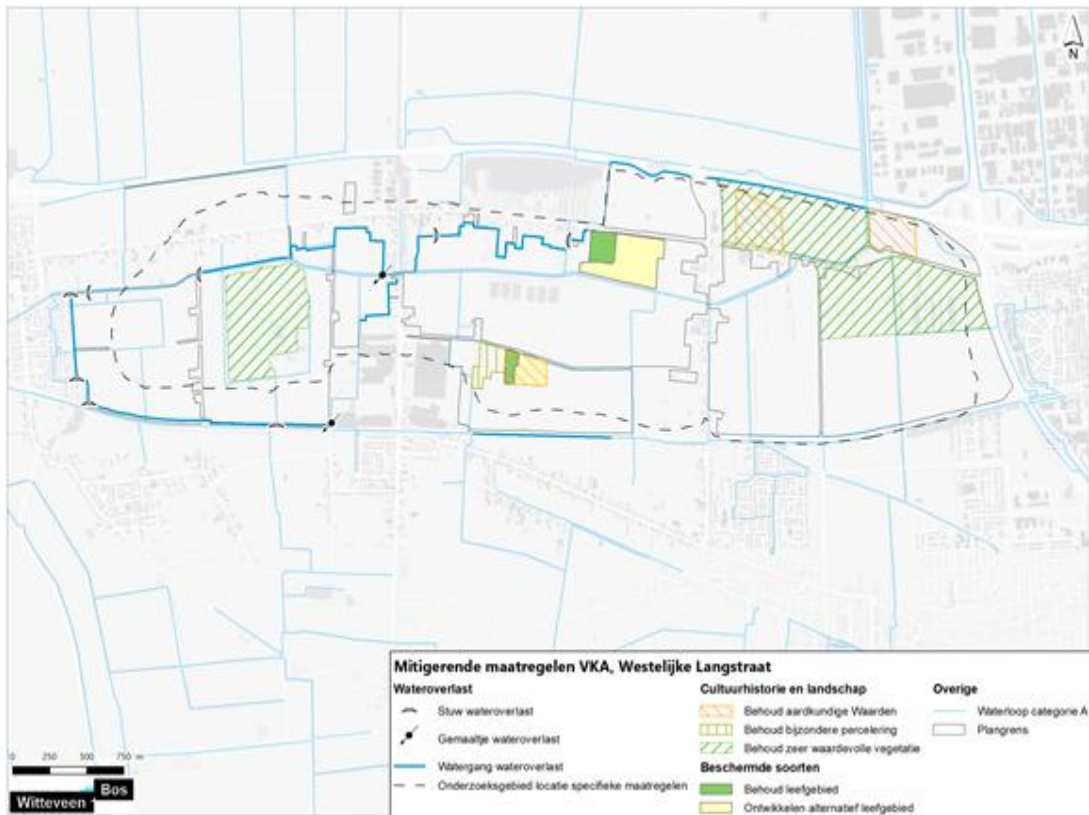 N
Mitigerende maatregelen VKA, Westelijke Langstraat
Wateroverlast
Stuw wateroverlast
Gemaaltje wateroverlast
Watergang wateroverlast
Onderzoeksgebied locatie specifieke maatregelen
Cultuurhistorie en landschap
Behoud aardkundige Waarden
Behoud bijzondere percelering
Behoud zeer waardevolle vegetatie
Beschermde soorten
Behoud leefgebied
Ontwikkelen alternatief leefgebied
Overige
Waterloop categorie A
Plangrens
0 250 500 750 m
Witteveen Bos